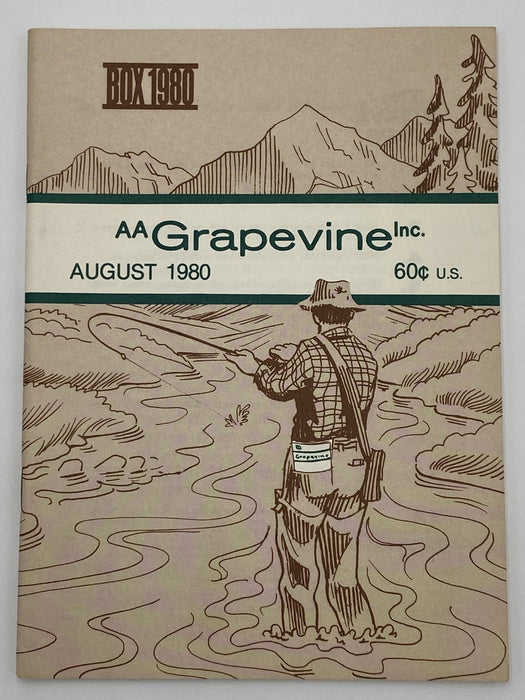 BOX 1980
AA Grapevine Inc.
AUGUST 1980 60¢ U.S.
Grapevine